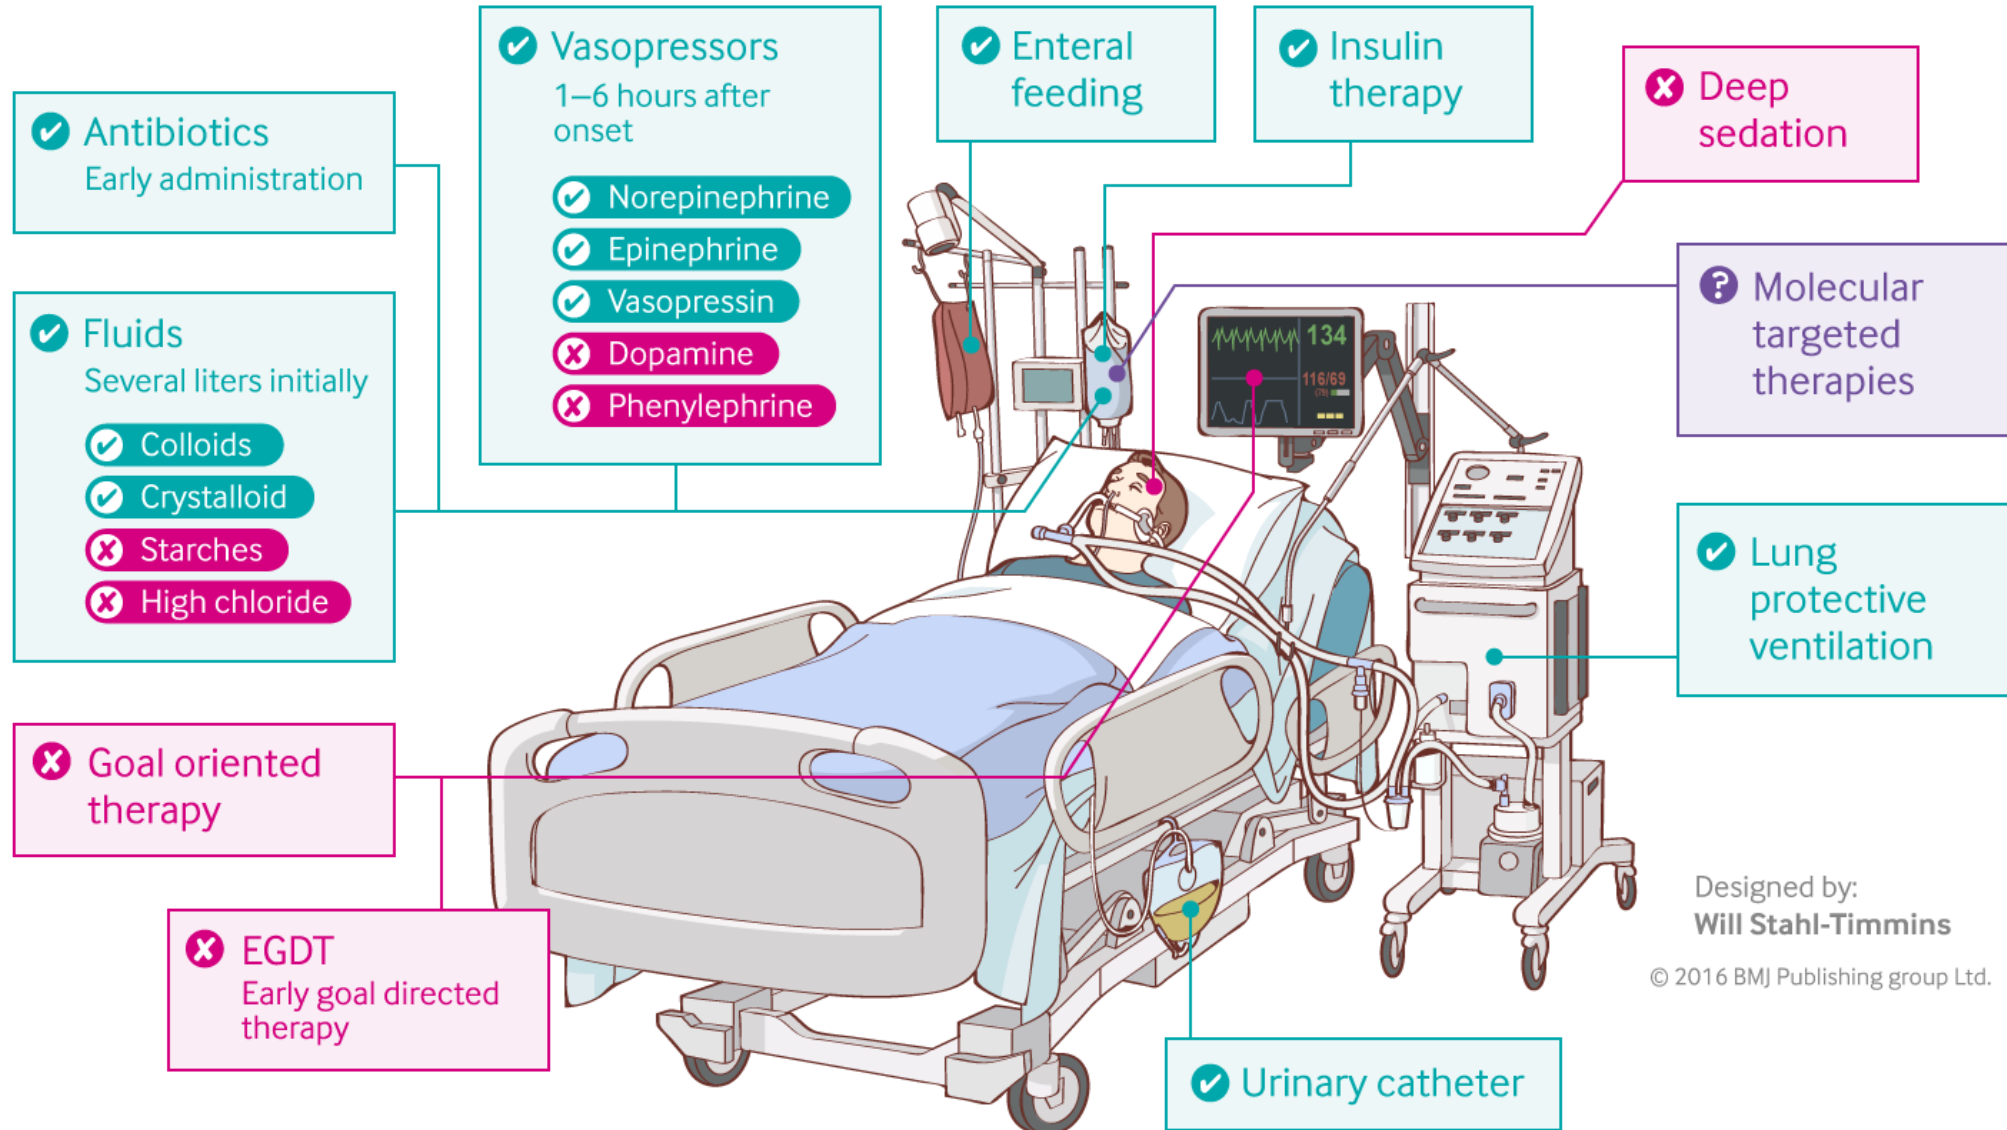 Antibiotics
Early administration
Fluids
Several liters initially
Colloids
Crystalloid
Starches
High chloride
Goal oriented
therapy
EGDT
Early goal directed
therapy
Vasopressors
1–6 hours after
onset
Norepinephrine
Epinephrine
Vasopressin
Dopamine
Phenylephrine
Enteral
feeding
Insulin
therapy
Deep
sedation
? Molecular
targeted
therapies
134
116/69
(79)
Lung
protective
ventilation
Urinary catheter
Designed by:
Will Stahl-Timmins
© 2016 BMJ Publishing group Ltd.